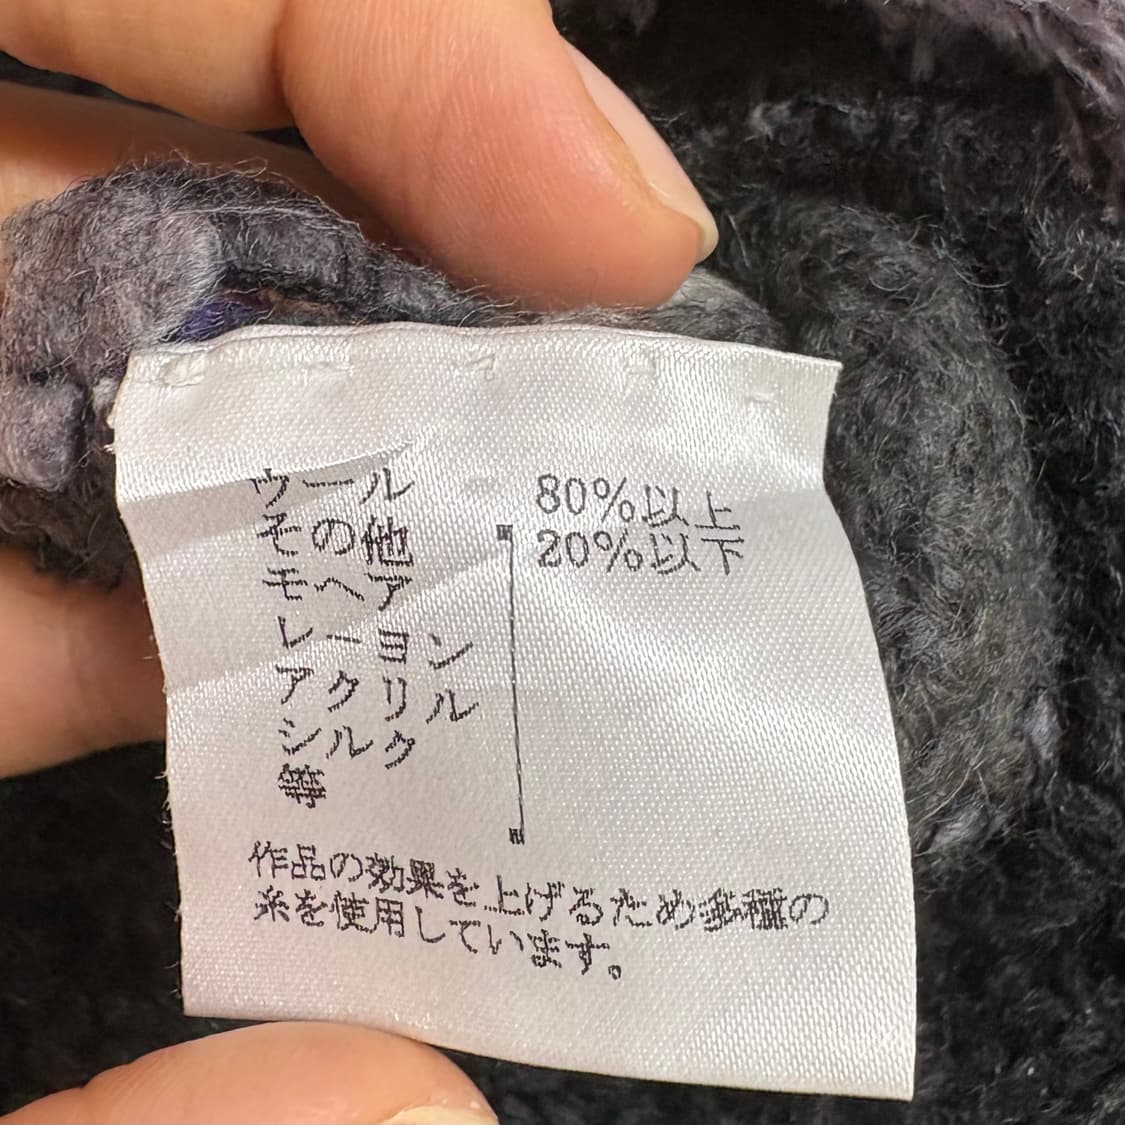 ウール 80%以上
その他 20%以下
モヘア
レーヨン
アクリル
シルク
等
作品の効果を上げるため多種の
糸を使用しています。